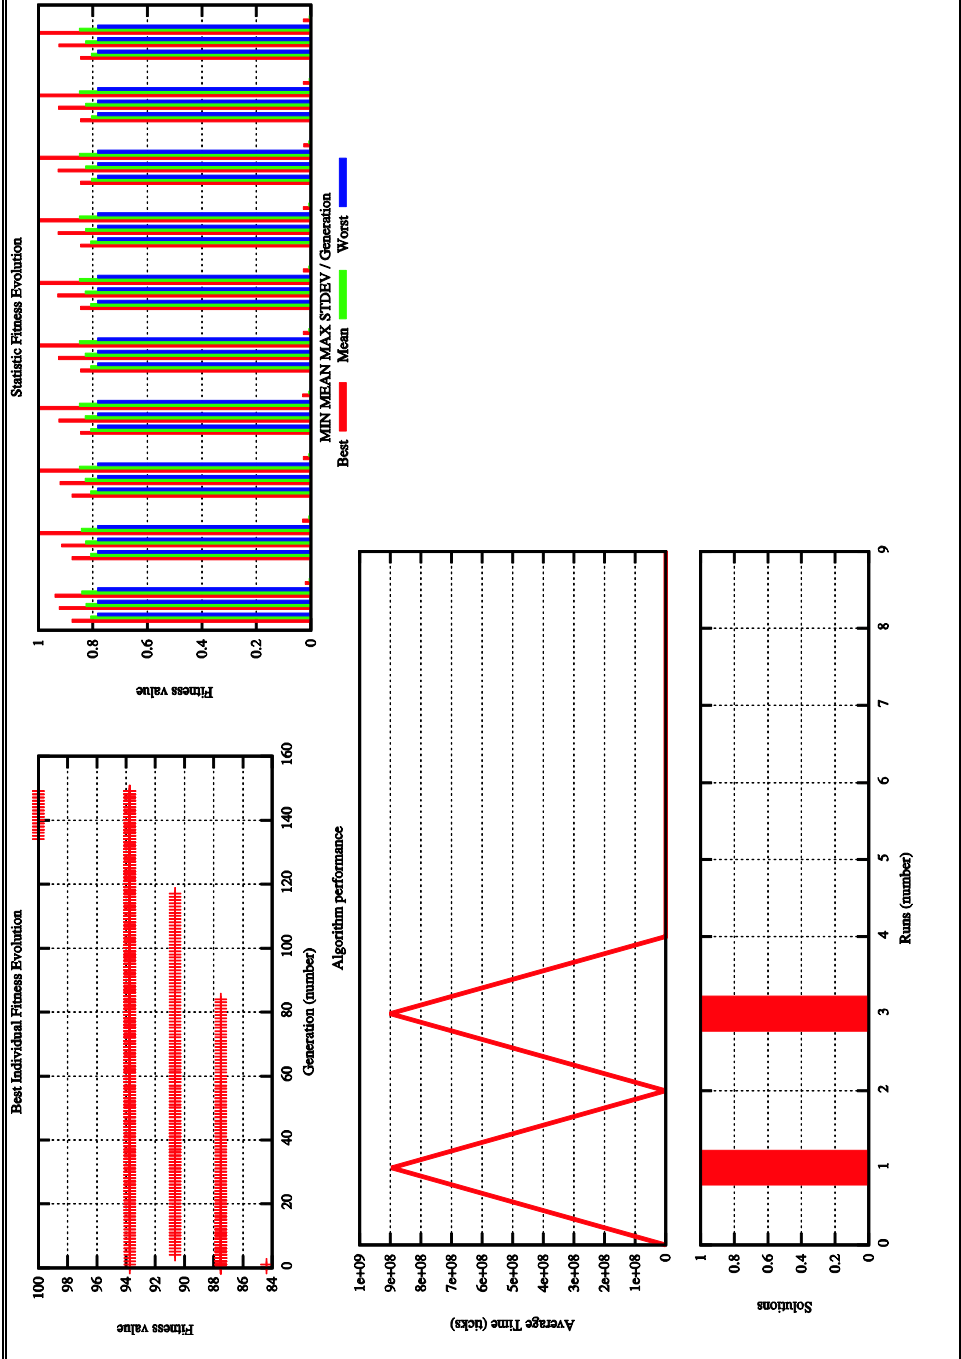 Best Individual Fitness Evolution
Fitness value
100
98
96
94
92
90
88
86
84
0
20
40
60
80
100
120
140
160
Generation (number)
Statistic Fitness Evolution
Fitness value
1
0.8
0.6
0.4
0.2
0
MIN MEAN MAX STDEV / Generation
Best
Mean
Worst
Algorithm performance
Average Time (ticks)
1e+09
9e+08
8e+08
7e+08
6e+08
5e+08
4e+08
3e+08
2e+08
1e+08
0
Solutions
1
0.8
0.6
0.4
0.2
0
0
1
2
3
4
5
6
7
8
9
Runs (number)